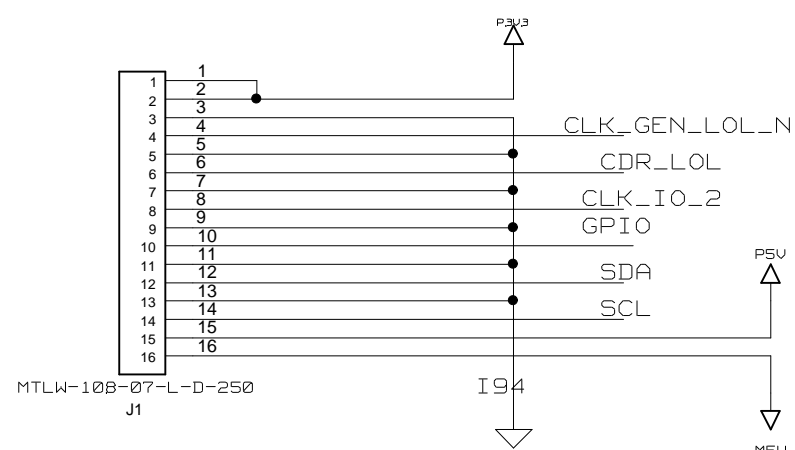 P3V3
1 1
2 2
3 3
CLK_GEN_LOL_N
4 4
5 5
CDR_LOL
6 6
7 7
CLK_IO_2
8 8
9 9
GPIO
10 10
11 11
P5V
12 12
SDA
13 13
SCL
14 14
15 15
16 16
MTLW-108-07-L-D-250
I94
J1